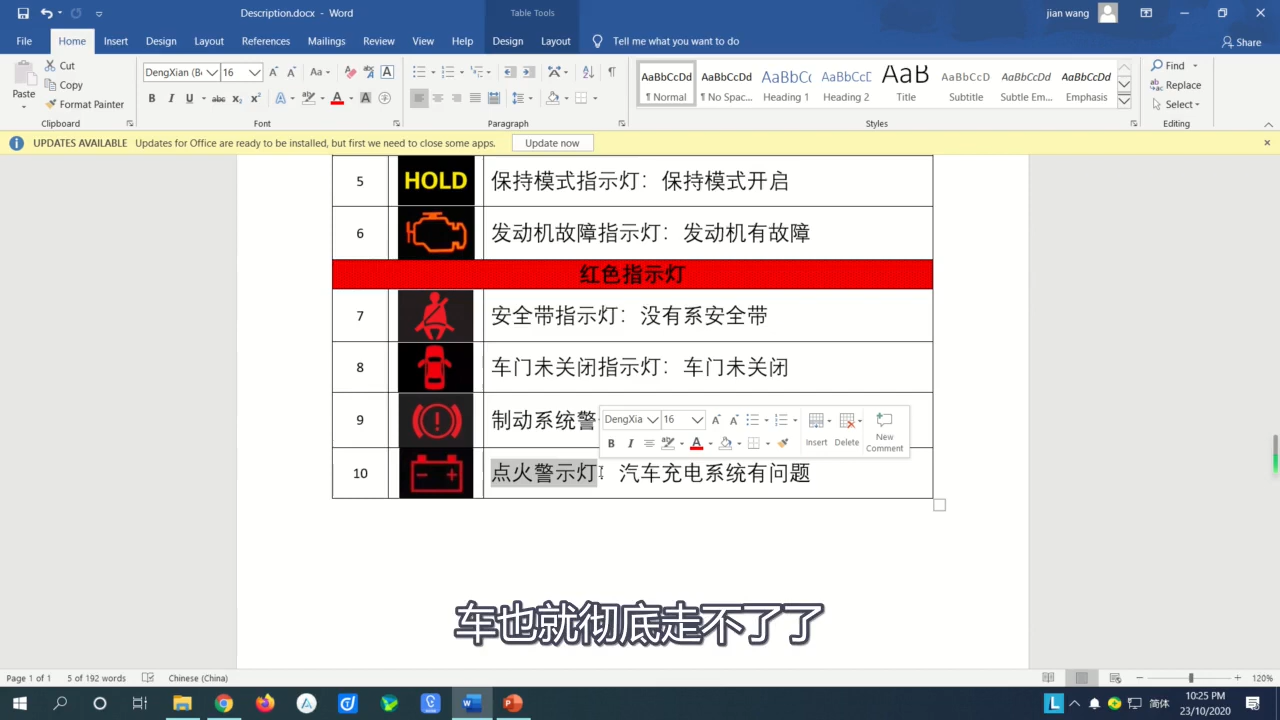 Description.docx - Word
Table Tools
jian wang
File Home Insert Design Layout References Mailings Review View Help Design Layout Tell me what you want to do
Share
Paste
Cut
Copy
Format Painter
DengXian (B
16
AaBbCcDd
¶ Normal
AaBbCcDd
¶ No Spac...
AaBbCc
Heading 1
AaBbCcD
Heading 2
AaB
Title
AaBbCcD
Subtitle
AaBbCcDd
Subtle Em...
AaBbCcDd
Emphasis
Find
Replace
Select
Clipboard Font Paragraph Styles Editing
UPDATES AVAILABLE Updates for Office are ready to be installed, but first we need to close some apps. Update now
5 HOLD 保持模式指示灯：保持模式开启
6 发动机故障指示灯：发动机有故障
红色指示灯
7 安全带指示灯：没有系安全带
8 车门未关闭指示灯：车门未关闭
9 制动系统警
DengXia 16
Insert Delete New Comment
10 点火警示灯：汽车充电系统有问题
车也就彻底走不了了
Page 1 of 1 5 of 192 words Chinese (China) 120%
简体
10:25 PM
23/10/2020